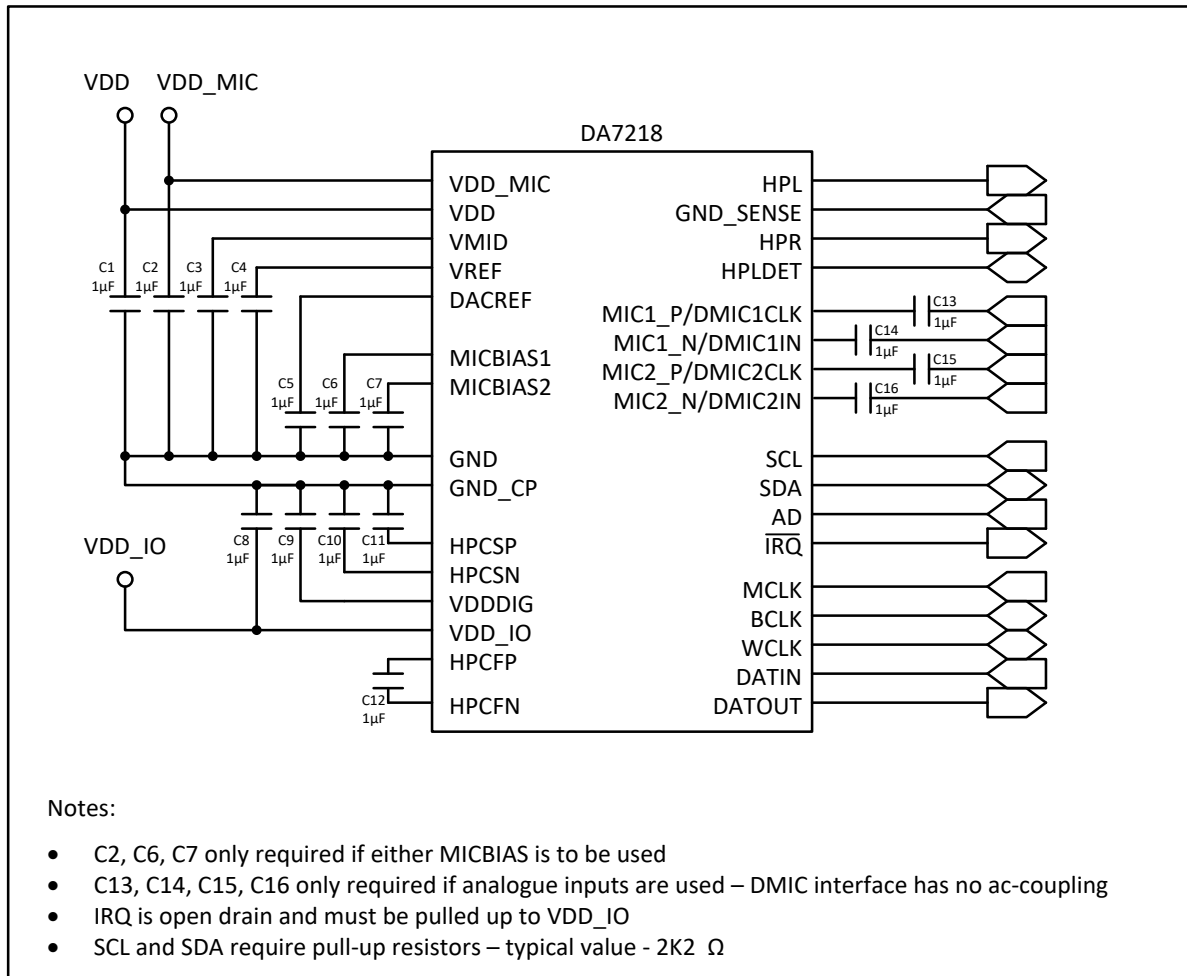 VDD VDD_MIC
DA7218
VDD_MIC
VDD
VMID
VREF
DACREF
MICBIAS1
MICBIAS2
GND
GND_CP
HPCSP
HPCSN
VDDDIG
VDD_IO
HPCFP
HPCFN
HPL
GND_SENSE
HPR
HPLDET
MIC1_P/DMIC1CLK
MIC1_N/DMIC1IN
MIC2_P/DMIC2CLK
MIC2_N/DMIC2IN
SCL
SDA
AD
IRQ
MCLK
BCLK
WCLK
DATIN
DATOUT
C1
1µF
C2
1µF
C3
1µF
C4
1µF
C5
1µF
C6
1µF
C7
1µF
VDD_IO
C8
1µF
C9
1µF
C10
1µF
C11
1µF
C12
1µF
C13
1µF
C14
1µF
C15
1µF
C16
1µF
Notes:
• C2, C6, C7 only required if either MICBIAS is to be used
• C13, C14, C15, C16 only required if analogue inputs are used – DMIC interface has no ac-coupling
• IRQ is open drain and must be pulled up to VDD_IO
• SCL and SDA require pull-up resistors – typical value - 2K2 Ω